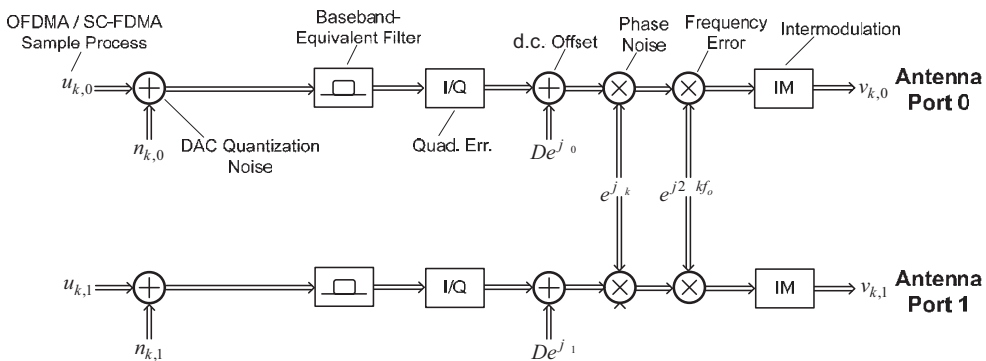 OFDMA / SC-FDMA
Sample Process
Baseband-
Equivalent Filter
d.c. Offset
Phase
Noise
Frequency
Error
Intermodulation
u_{k,0}
I/Q
IM
v_{k,0}
Antenna
Port 0
n_{k,0}
DAC Quantization
Noise
Quad. Err.
De^{j 0}
e^{j k}
e^{j2 kf_o}
u_{k,1}
I/Q
IM
v_{k,1}
Antenna
Port 1
n_{k,1}
De^{j 1}